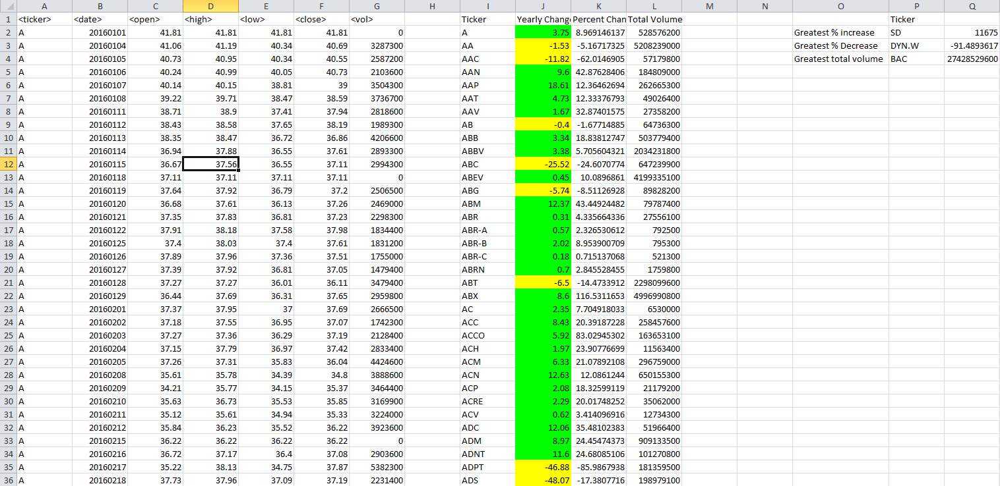 A B C D E F G H I J K L M N O P Q
1 <ticker> <date> <open> <high> <low> <close> <vol> Ticker Yearly Chang Percent Chan Total Volume Ticker
2 A 20160101 41.81 41.81 41.81 41.81 0 A 3.75 8.969146137 528576200 Greatest % increase SD 11675
3 A 20160104 41.06 41.19 40.34 40.69 3287300 AA -1.53 -5.16717325 5208239000 Greatest % Decrease DYN.W -91.4893617
4 A 20160105 40.73 40.95 40.34 40.55 2587200 AAC -11.82 -62.0146905 57179800 Greatest total volume BAC 27428529600
5 A 20160106 40.24 40.99 40.05 40.73 2103600 AAN 9.6 42.87628406 184809000
6 A 20160107 40.14 40.15 38.81 39 3504300 AAP 18.61 12.36462694 262665300
7 A 20160108 39.22 39.71 38.47 38.59 3736700 AAT 4.73 12.33376793 49026400
8 A 20160111 38.71 38.9 37.41 37.94 2818600 AAV 1.67 32.87401575 27358200
9 A 20160112 38.43 38.58 37.65 38.19 1989300 AB -0.4 -1.67714885 64736300
10 A 20160113 38.35 38.47 36.72 36.86 4206600 ABB 3.34 18.83812747 503779400
11 A 20160114 36.94 37.88 36.55 37.61 2893300 ABBV 3.38 5.705604321 2034231800
12 A 20160115 36.67 37.56 36.55 37.11 2994300 ABC -25.52 -24.6070774 647239900
13 A 20160118 37.11 37.11 37.11 37.11 0 ABEV 0.45 10.0896861 4199335100
14 A 20160119 37.64 37.92 36.79 37.2 2506500 ABG -5.74 -8.51126928 89828200
15 A 20160120 36.68 37.61 36.13 37.26 2469000 ABM 12.37 43.44924482 79787400
16 A 20160121 37.35 37.83 36.81 37.23 2298300 ABR 0.31 4.335664336 27556100
17 A 20160122 37.91 38.18 37.58 37.98 1834400 ABR-A 0.57 2.326530612 792500
18 A 20160125 37.4 38.03 37.4 37.61 1831200 ABR-B 2.02 8.953900709 795300
19 A 20160126 37.89 37.96 37.36 37.51 1755000 ABR-C 0.18 0.715137068 521300
20 A 20160127 37.39 37.92 36.81 37.05 1479400 ABRN 0.7 2.845528455 1759800
21 A 20160128 37.27 37.27 36.01 36.11 3479400 ABT -6.5 -14.4733912 2298099600
22 A 20160129 36.44 37.69 36.31 37.65 2959800 ABX 8.6 116.5311653 4996990800
23 A 20160201 37.37 37.95 37 37.69 2666500 AC 2.35 7.704918033 6530000
24 A 20160202 37.18 37.55 36.95 37.07 1742300 ACC 8.43 20.39187228 258457600
25 A 20160203 37.27 37.36 36.29 37.19 2128400 ACCO 5.92 83.02945302 163653100
26 A 20160204 37.15 37.79 36.97 37.42 2833400 ACH 1.97 23.90776699 11563400
27 A 20160205 37.26 37.31 35.83 36.04 4424600 ACM 6.33 21.07892108 296759000
28 A 20160208 35.61 35.78 34.39 34.8 3888600 ACN 12.63 12.0861244 650155300
29 A 20160209 34.21 35.77 34.15 35.37 3464400 ACP 2.08 18.32599119 21179200
30 A 20160210 35.63 36.73 35.53 35.85 3169900 ACRE 2.29 20.01748252 35062000
31 A 20160211 35.12 35.61 34.94 35.33 3224000 ACV 0.62 3.414096916 12734300
32 A 20160212 35.84 36.23 35.52 36.22 3923600 ADC 12.06 35.48102383 51966400
33 A 20160215 36.22 36.22 36.22 36.22 0 ADM 8.97 24.45474373 909133500
34 A 20160216 36.72 37.17 36.4 37.08 2903600 ADNT 11.6 24.68085106 101270800
35 A 20160217 35.22 38.13 34.75 37.87 5382300 ADPT -46.88 -85.9867938 181359500
36 A 20160218 37.73 37.96 37.09 37.19 2231400 ADS -48.07 -17.3807716 198979100